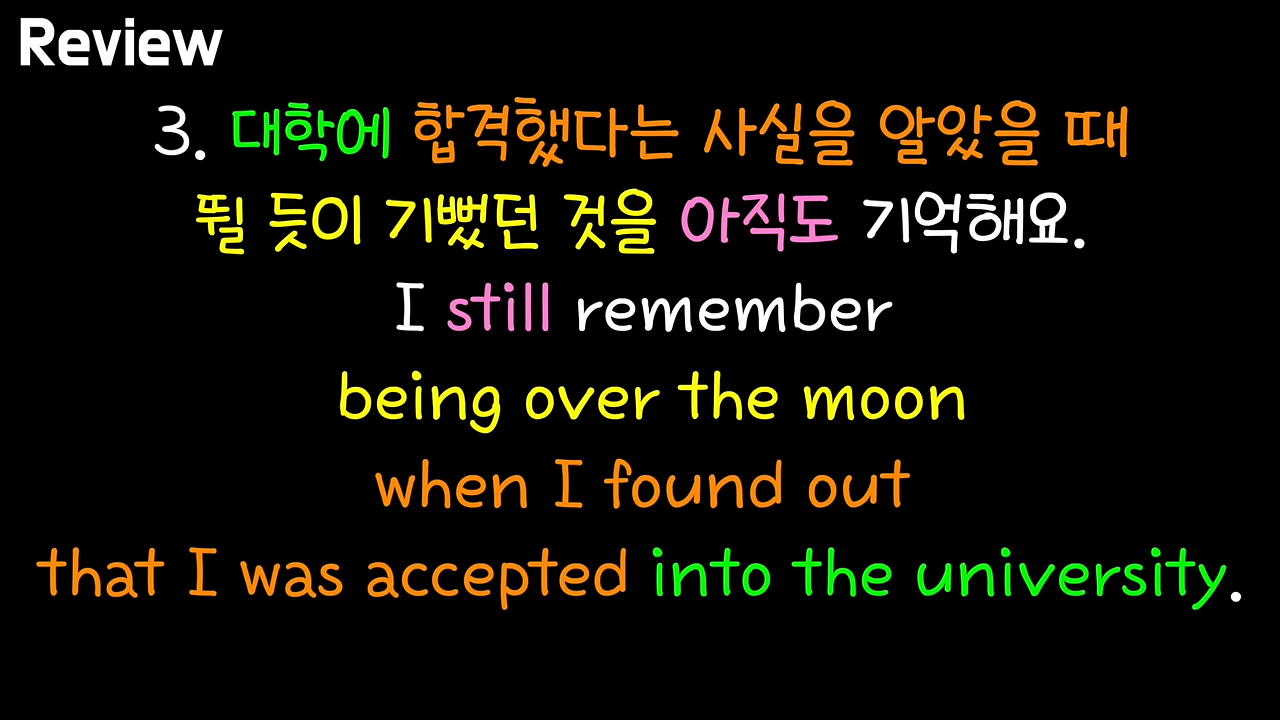 Review
3. 대학에 합격했다는 사실을 알았을 때
뛸 듯이 기뻤던 것을 아직도 기억해요.
I still remember
being over the moon
when I found out
that I was accepted into the university.